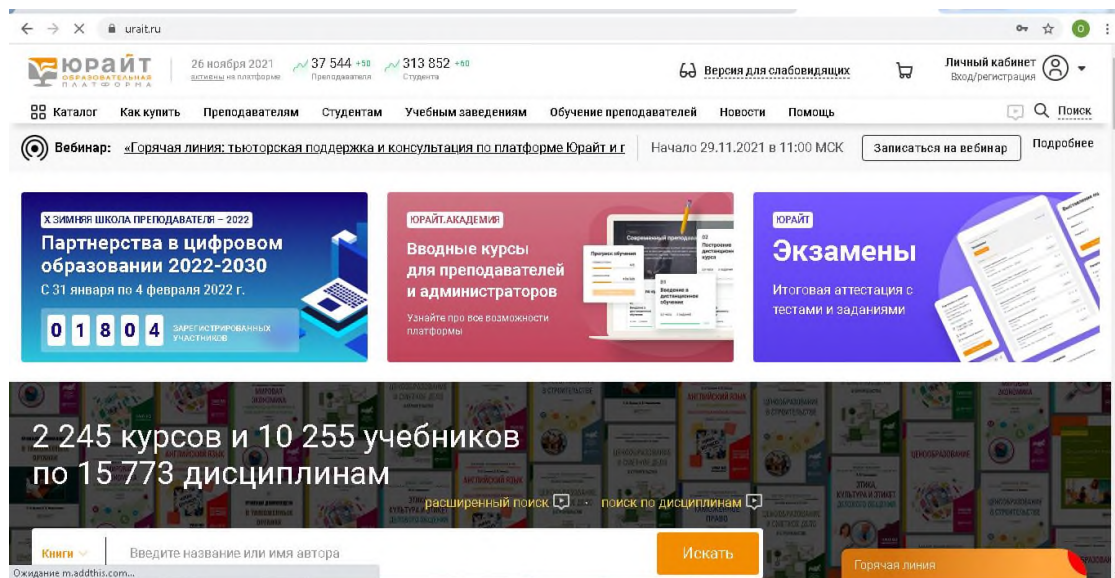 urait.ru
О
юрайт
ОБРАЗОВАТЕЛЬНАЯ
ПЛАТФОРМА
26 ноября 2021
активны на платформе
37 544 +50
Преподавателя
313 852 +60
Студента
Версия для слабовидящих
Личный кабинет
Вход/регистрация
Каталог Как купить Преподавателям Студентам Учебным заведениям Обучение преподавателей Новости Помощь
Поиск
Вебинар: «Горячая линия: тьюторская поддержка и консультация по платформе Юрайт и г
Начало 29.11.2021 в 11:00 МСК
Записаться на вебинар
Подробнее
X ЗИМНЯЯ ШКОЛА ПРЕПОДАВАТЕЛЯ – 2022
Партнерства в цифровом
образовании 2022-2030
С 31 января по 4 февраля 2022 г.
0 1 8 0 4
ЗАРЕГИСТРИРОВАННЫХ
УЧАСТНИКОВ
ЮРАЙТ.АКАДЕМИЯ
Вводные курсы
для преподавателей
и администраторов
Узнайте про все возможности
платформы
ЮРАЙТ
Экзамены
Итоговая аттестация с
тестами и заданиями
2 245 курсов и 10 255 учебников
по 15 773 дисциплинам
расширенный поиск
поиск по дисциплинам
Книги
Введите название или имя автора
Искать
Горячая линия
Ожидание m.addthis.com...